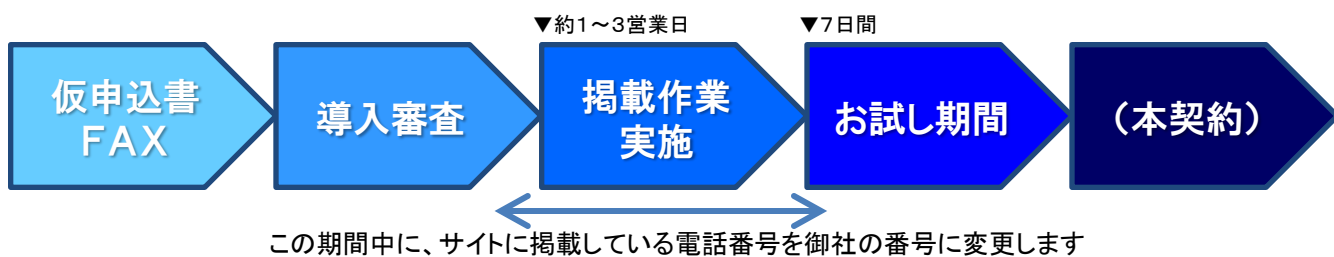 ▼約1～3営業日
▼7日間
仮申込書
FAX
導入審査
掲載作業
実施
お試し期間
（本契約）
この期間中に、サイトに掲載している電話番号を御社の番号に変更します